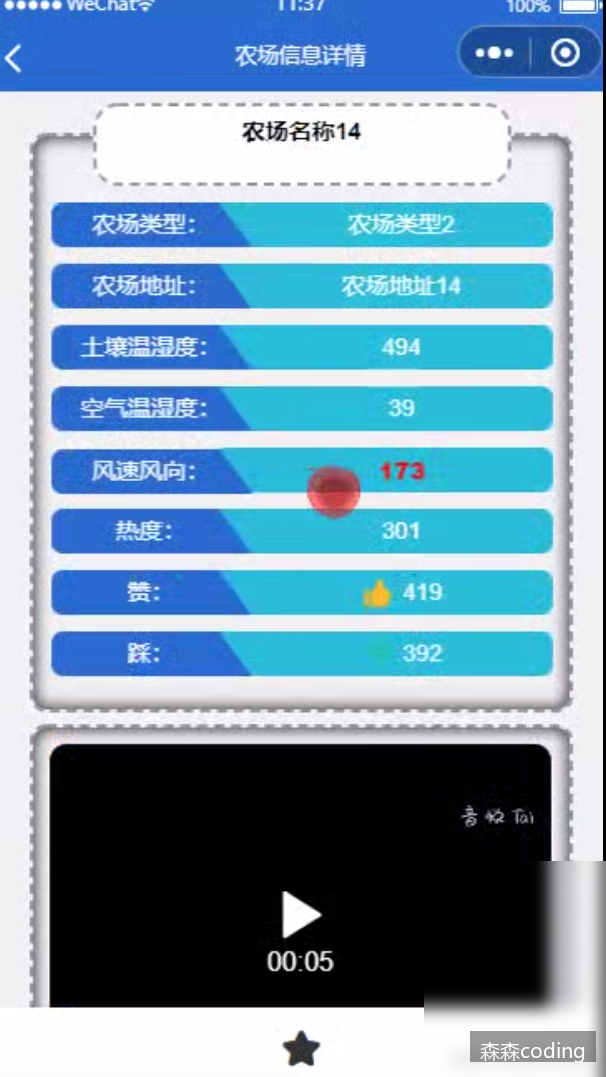 WeChat
11:37
100%
农场信息详情
农场名称14
农场类型: 农场类型2
农场地址: 农场地址14
土壤温湿度: 494
空气温湿度: 39
风速风向: 173
热度: 301
赞: 419
踩: 392
音悦Tai
00:05
森森coding